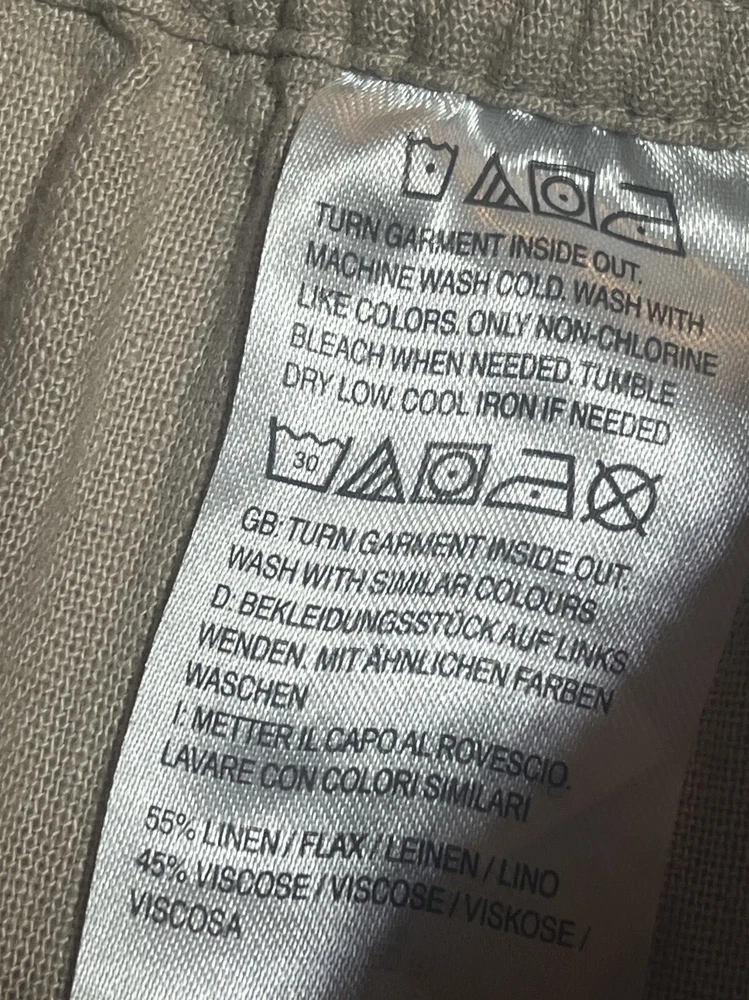 TURN GARMENT INSIDE OUT.
MACHINE WASH COLD. WASH WITH
LIKE COLORS. ONLY NON-CHLORINE
BLEACH WHEN NEEDED. TUMBLE
DRY LOW. COOL IRON IF NEEDED
30
GB: TURN GARMENT INSIDE OUT.
WASH WITH SIMILAR COLOURS
D: BEKLEIDUNGSSTÜCK AUF LINKS
WENDEN. MIT ÄHNLICHEN FARBEN
WASCHEN
I: METTER IL CAPO AL ROVESCIO.
LAVARE CON COLORI SIMILARI
55% LINEN / FLAX / LEINEN / LINO
45% VISCOSE / VISCOSE / VISKOSE /
VISCOSA